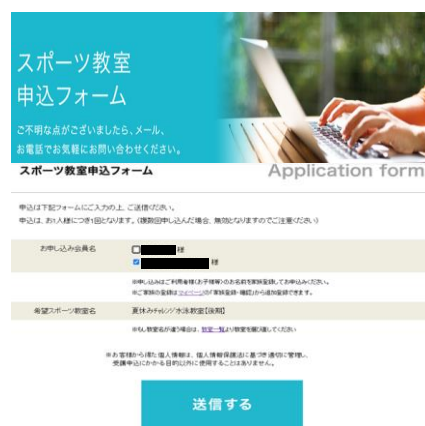 スポーツ教室
申込フォーム
ご不明な点がございましたら、メール、
お電話でお気軽にお問い合わせください。
スポーツ教室申込フォーム
Application form
申込は下記フォームにご入力の上、ご送信ください。
申込は、お1人様につき1回となります。(複数回申し込んだ場合、無効となりますのでご注意ください)
お申し込み会員名
様
様
※申し込みはご利用者様(お子様等)のお名前を家族登録してお申込みください。
※ご家族の登録はマイページの「家族登録・確認」から追加登録できます。
希望スポーツ教室名
夏休みチャレンジ水泳教室【後期】
※もし教室名が違う場合は、教室一覧より教室を選び直してください
※お客様から得た個人情報は、個人情報保護法に基づき適切に管理し、
受講申込にかかる目的以外に使用することはありません。
送信する